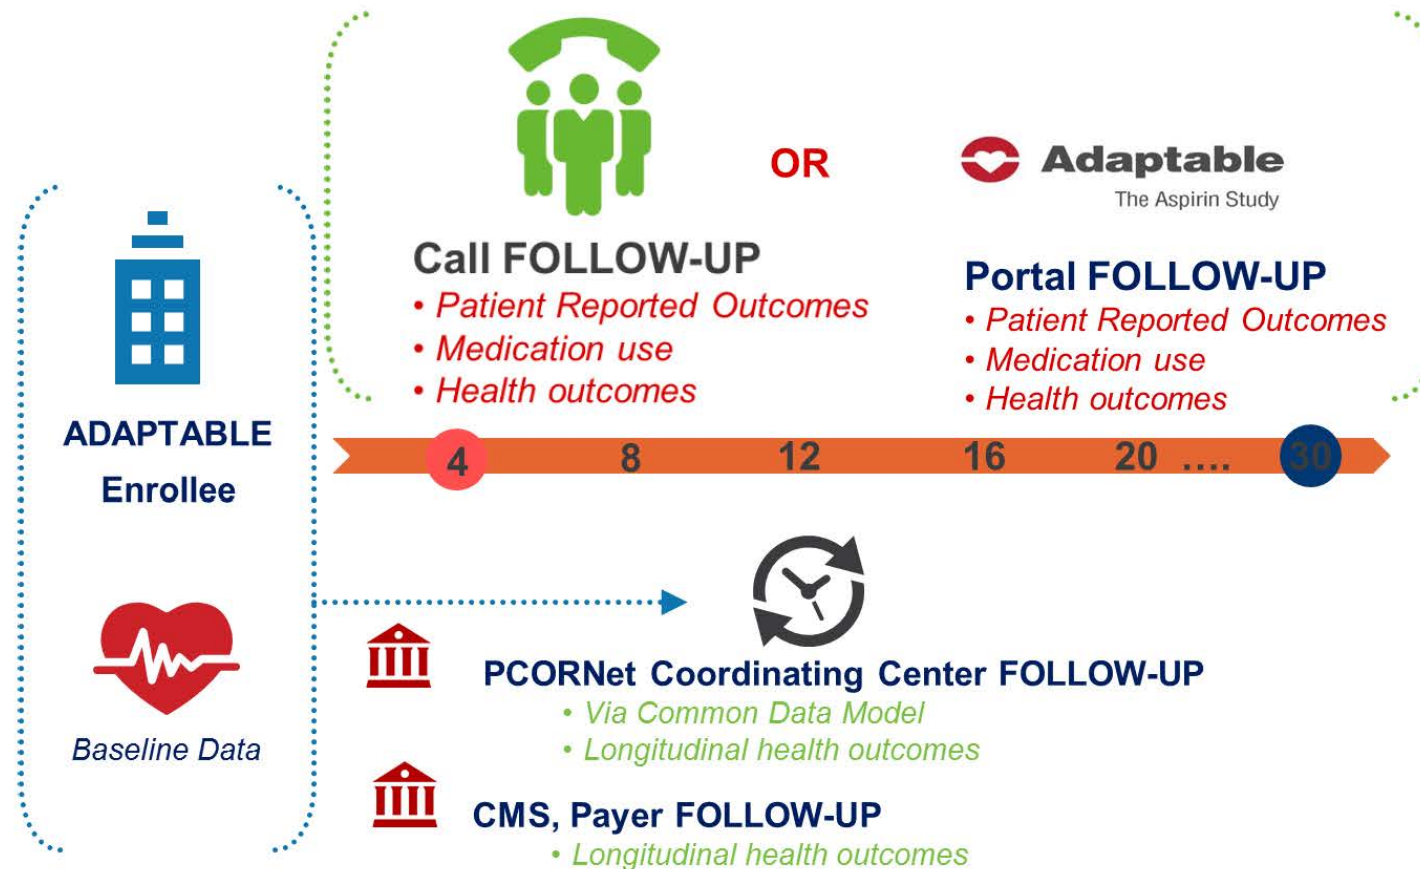 OR
Adaptable
The Aspirin Study
Call FOLLOW-UP
• Patient Reported Outcomes
• Medication use
• Health outcomes
Portal FOLLOW-UP
• Patient Reported Outcomes
• Medication use
• Health outcomes
ADAPTABLE
Enrollee
4 8 12 16 20 .... 30
Baseline Data
PCORNet Coordinating Center FOLLOW-UP
• Via Common Data Model
• Longitudinal health outcomes
CMS, Payer FOLLOW-UP
• Longitudinal health outcomes